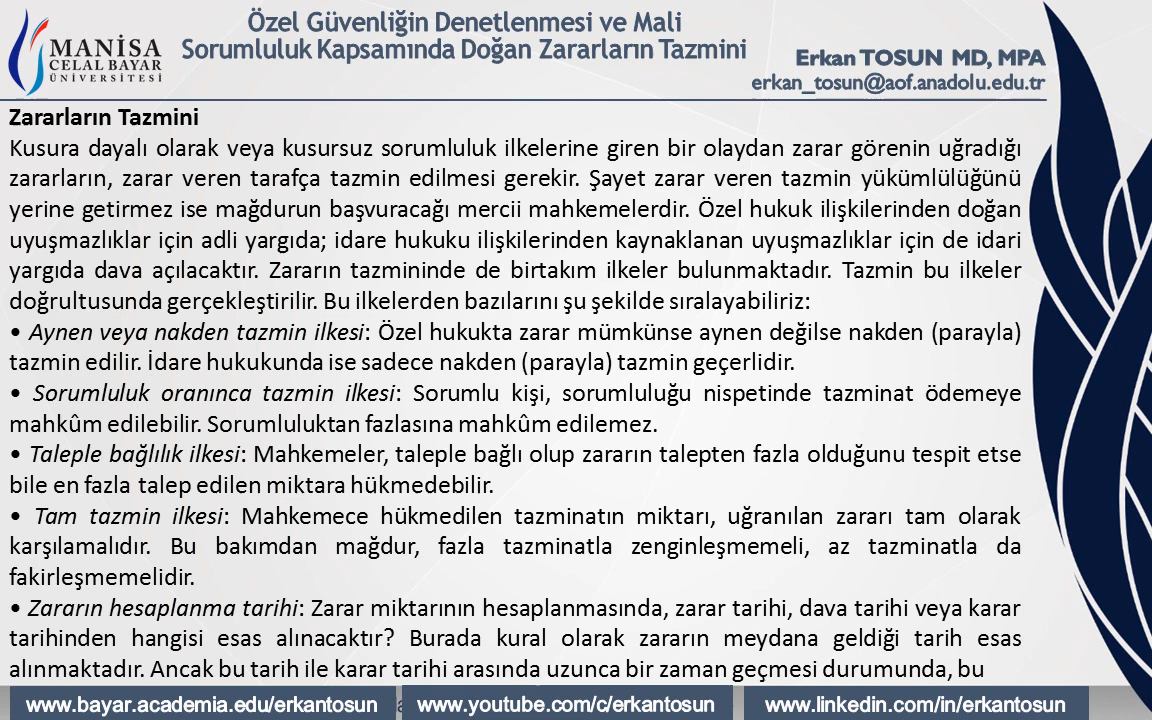 MANİSA
CELAL BAYAR
ÜNİVERSİTESİ
Özel Güvenliğin Denetlenmesi ve Mali
Sorumluluk Kapsamında Doğan Zararların Tazmini
Erkan TOSUN MD, MPA
erkan_tosun@aof.anadolu.edu.tr
Zararların Tazmini
Kusura dayalı olarak veya kusursuz sorumluluk ilkelerine giren bir olaydan zarar görenin uğradığı
zararların, zarar veren tarafça tazmin edilmesi gerekir. Şayet zarar veren tazmin yükümlülüğünü
yerine getirmez ise mağdurun başvuracağı mercii mahkemelerdir. Özel hukuk ilişkilerinden doğan
uyuşmazlıklar için adli yargıda; idare hukuku ilişkilerinden kaynaklanan uyuşmazlıklar için de idari
yargıda dava açılacaktır. Zararın tazmininde de birtakım ilkeler bulunmaktadır. Tazmin bu ilkeler
doğrultusunda gerçekleştirilir. Bu ilkelerden bazılarını şu şekilde sıralayabiliriz:
• Aynen veya nakden tazmin ilkesi: Özel hukukta zarar mümkünse aynen değilse nakden (parayla)
tazmin edilir. İdare hukukunda ise sadece nakden (parayla) tazmin geçerlidir.
• Sorumluluk oranınca tazmin ilkesi: Sorumlu kişi, sorumluluğu nispetinde tazminat ödemeye
mahkûm edilebilir. Sorumluluktan fazlasına mahkûm edilemez.
• Taleple bağlılık ilkesi: Mahkemeler, taleple bağlı olup zararın talepten fazla olduğunu tespit etse
bile en fazla talep edilen miktara hükmedebilir.
• Tam tazmin ilkesi: Mahkemece hükmedilen tazminatın miktarı, uğranılan zararı tam olarak
karşılamalıdır. Bu bakımdan mağdur, fazla tazminatla zenginleşmemeli, az tazminatla da
fakirleşmemelidir.
• Zararın hesaplanma tarihi: Zarar miktarının hesaplanmasında, zarar tarihi, dava tarihi veya karar
tarihinden hangisi esas alınacaktır? Burada kural olarak zararın meydana geldiği tarih esas
alınmaktadır. Ancak bu tarih ile karar tarihi arasında uzunca bir zaman geçmesi durumunda, bu
www.bayar.academia.edu/erkantosun www.youtube.com/c/erkantosun www.linkedin.com/in/erkantosun